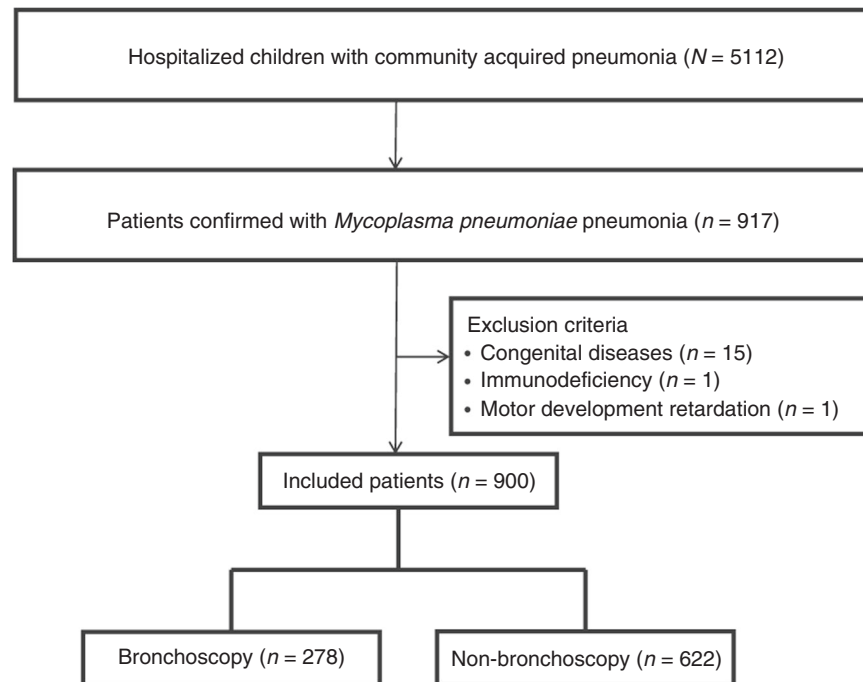 Hospitalized children with community acquired pneumonia (N = 5112)
Patients confirmed with Mycoplasma pneumoniae pneumonia (n = 917)
Exclusion criteria
• Congenital diseases (n = 15)
• Immunodeficiency (n = 1)
• Motor development retardation (n = 1)
Included patients (n = 900)
Bronchoscopy (n = 278)
Non-bronchoscopy (n = 622)